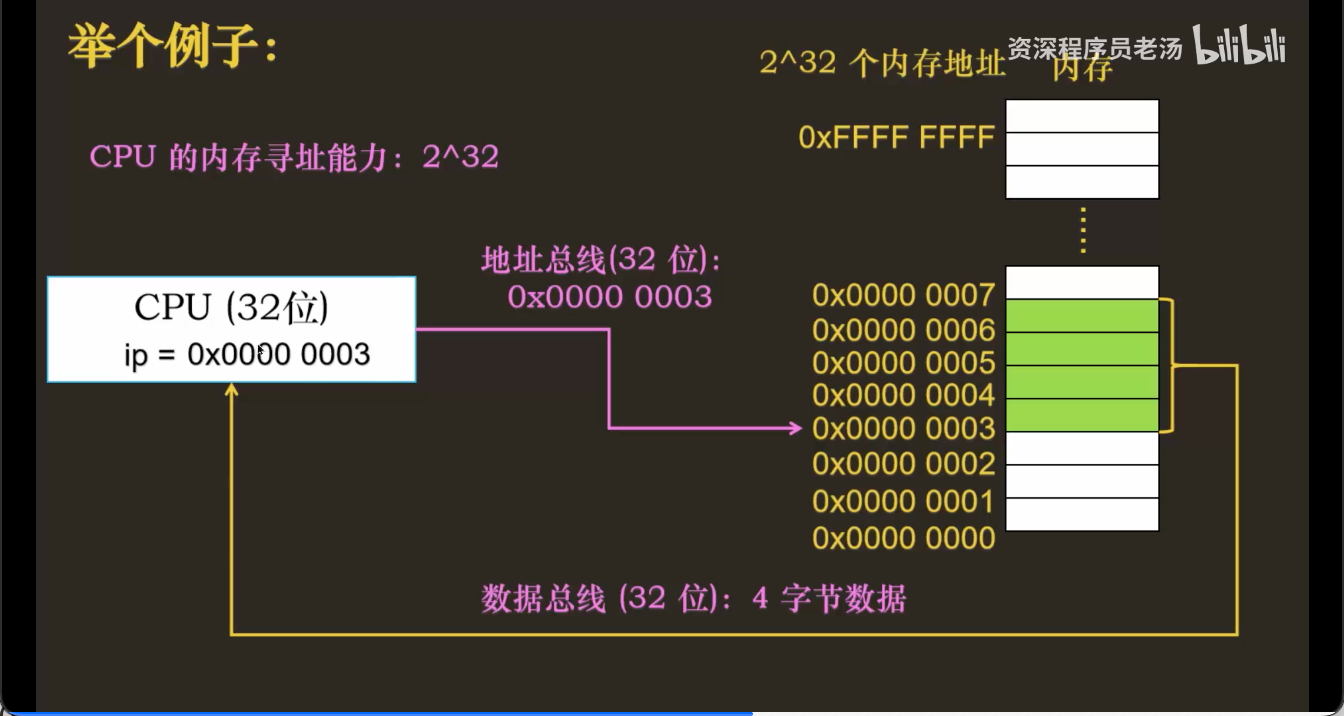 举个例子：
资深程序员老汤 bilibili
2^32 个内存地址 内存
0xFFFF FFFF
CPU 的内存寻址能力：2^32
地址总线(32 位)：
0x0000 0003
CPU (32位)
ip = 0x0000 0003
0x0000 0007
0x0000 0006
0x0000 0005
0x0000 0004
0x0000 0003
0x0000 0002
0x0000 0001
0x0000 0000
数据总线 (32 位)：4 字节数据